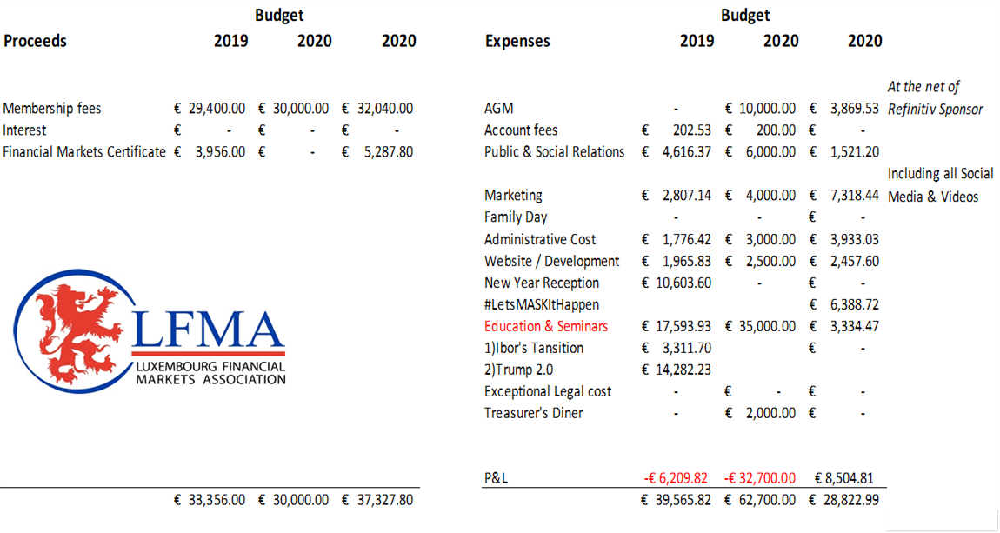 Budget Budget
Proceeds 2019 2020 2020 Expenses 2019 2020 2020
At the net of
Membership fees € 29,400.00 € 30,000.00 € 32,040.00 AGM - € 10,000.00 € 3,869.53 Refinitiv Sponsor
Interest € - € - € - Account fees € 202.53 € 200.00 € -
Financial Markets Certificate € 3,956.00 € - € 5,287.80 Public & Social Relations € 4,616.37 € 6,000.00 € 1,521.20
Including all Social
Marketing € 2,807.14 € 4,000.00 € 7,318.44 Media & Videos
Family Day - - € -
Administrative Cost € 1,776.42 € 3,000.00 € 3,933.03
Website / Development € 1,965.83 € 2,500.00 € 2,457.60
New Year Reception € 10,603.60 - € -
#LetsMASKItHappen € 6,388.72
Education & Seminars € 17,593.93 € 35,000.00 € 3,334.47
1)Ibor's Tansition € 3,311.70 € -
2)Trump 2.0 € 14,282.23
Exceptional Legal cost - € - € -
Treasurer's Diner - € 2,000.00 € -
LFMA
LUXEMBOURG FINANCIAL
MARKETS ASSOCIATION
P&L -€ 6,209.82 -€ 32,700.00 € 8,504.81
€ 33,356.00 € 30,000.00 € 37,327.80 € 39,565.82 € 62,700.00 € 28,822.99